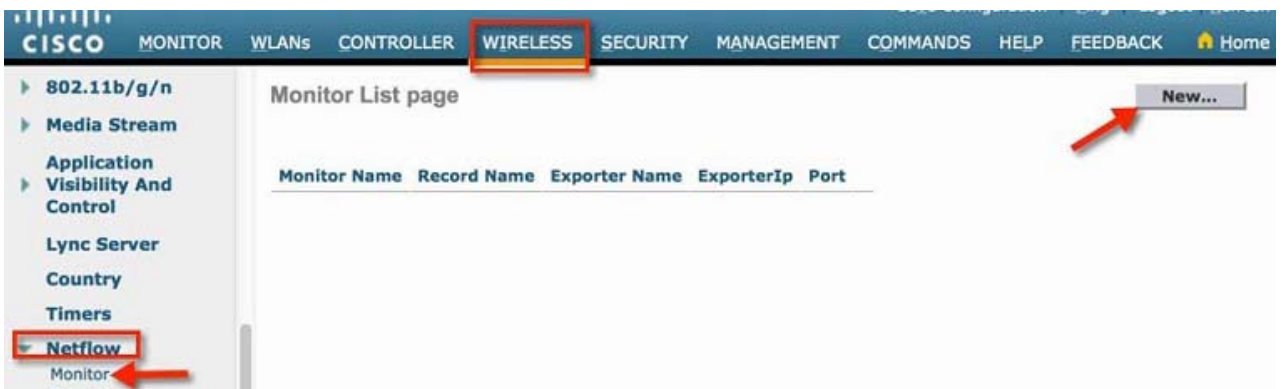 CISCO MONITOR WLANs CONTROLLER WIRELESS SECURITY MANAGEMENT COMMANDS HELP FEEDBACK Home
802.11b/g/n
Media Stream
Application
Visibility And
Control
Lync Server
Country
Timers
Netflow
Monitor
Monitor List page
New...
Monitor Name Record Name Exporter Name ExporterIp Port